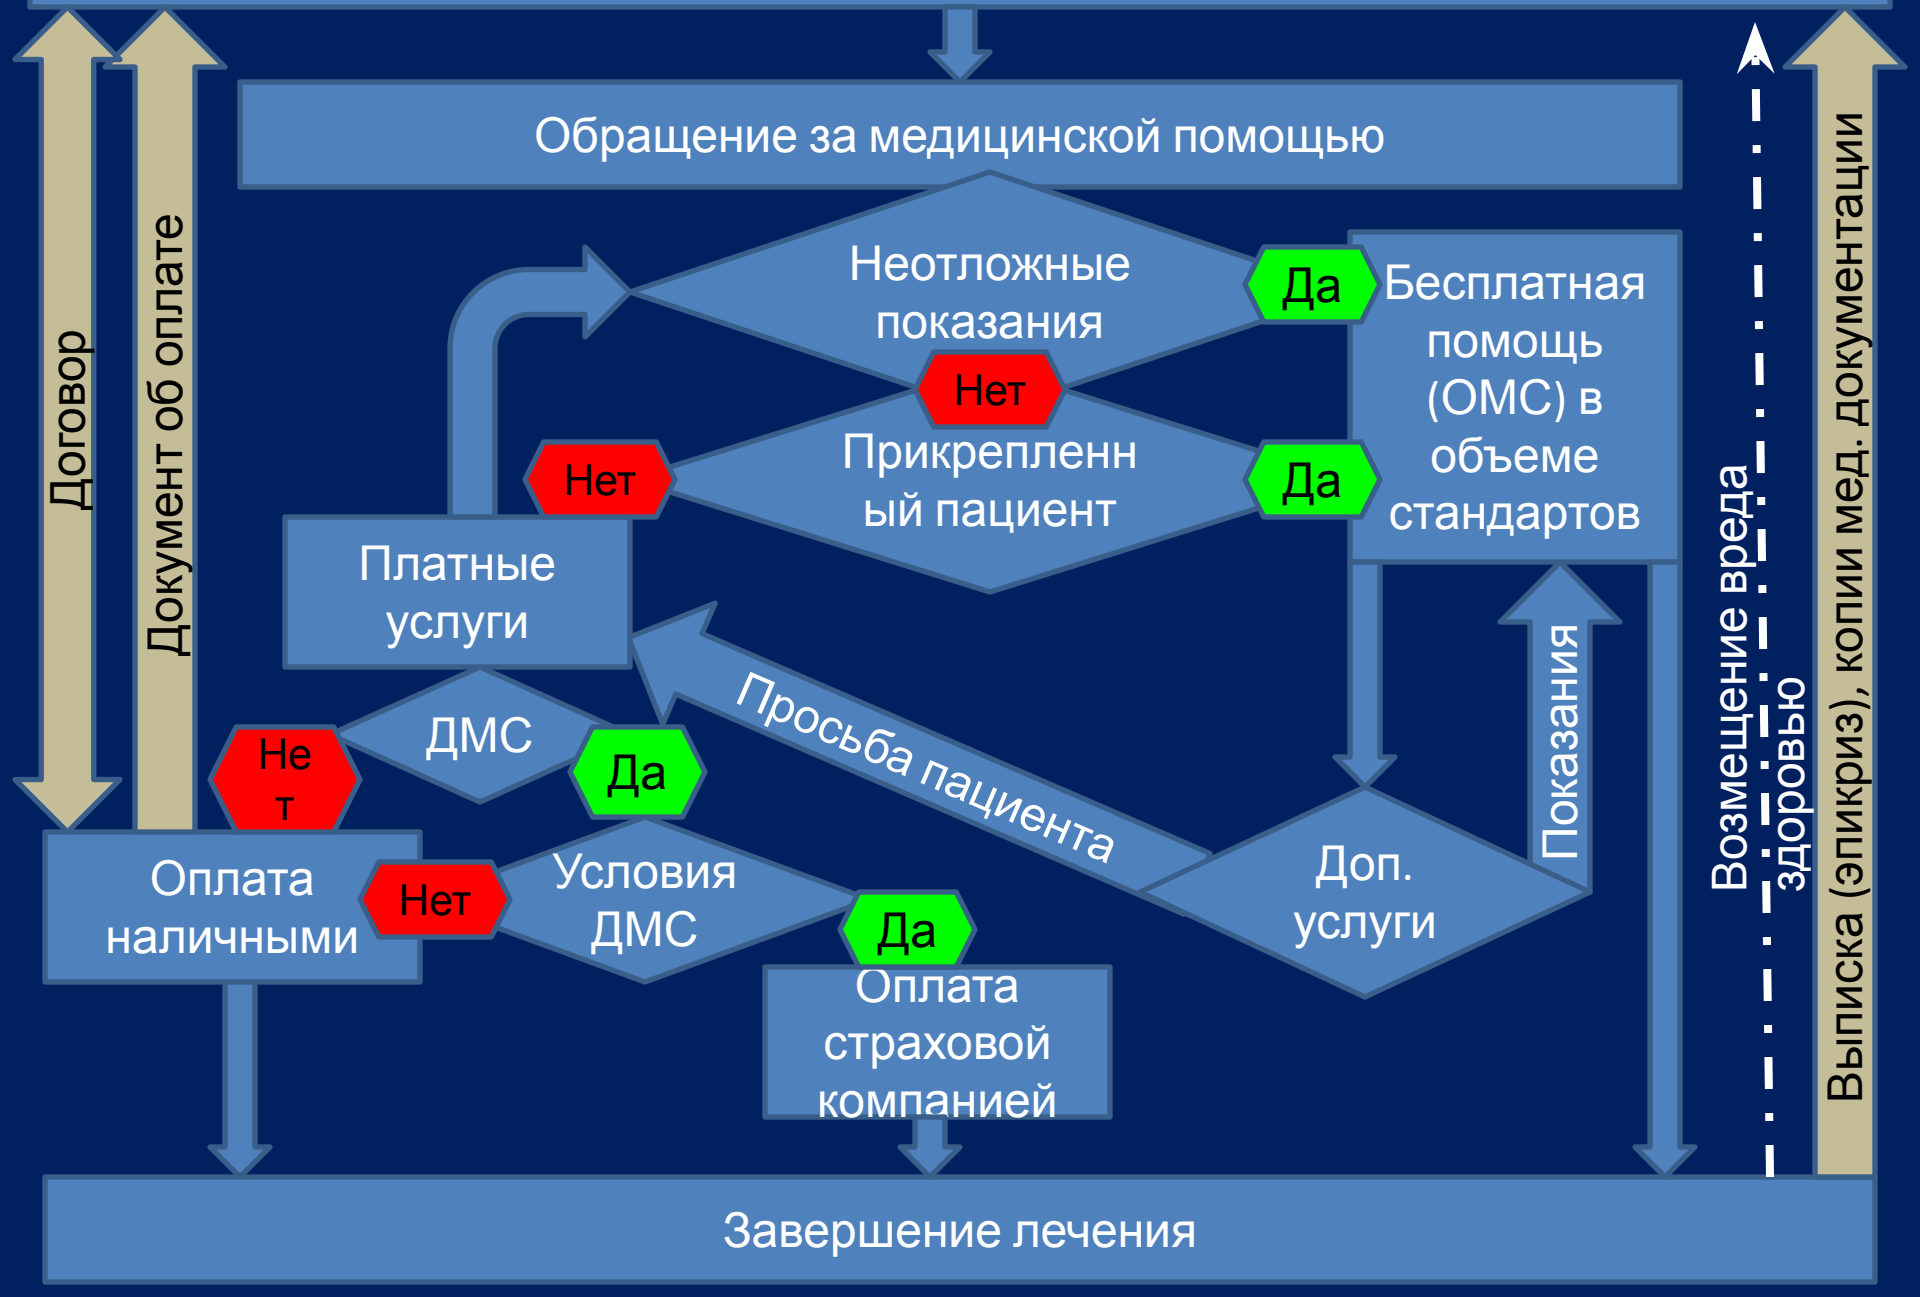 Обращение за медицинской помощью
Неотложные
показания
Да
Бесплатная
помощь
(ОМС) в
объеме
стандартов
Нет
Прикрепленн
ый пациент
Нет
Да
Договор
Документ об оплате
Платные
услуги
ДМС
Не
т
Да
Просьба пациента
Показания
Возмещение вреда
здоровью
Выписка (эпикриз), копии мед. документации
Оплата
наличными
Нет
Условия
ДМС
Да
Доп.
услуги
Оплата
страховой
компанией
Завершение лечения